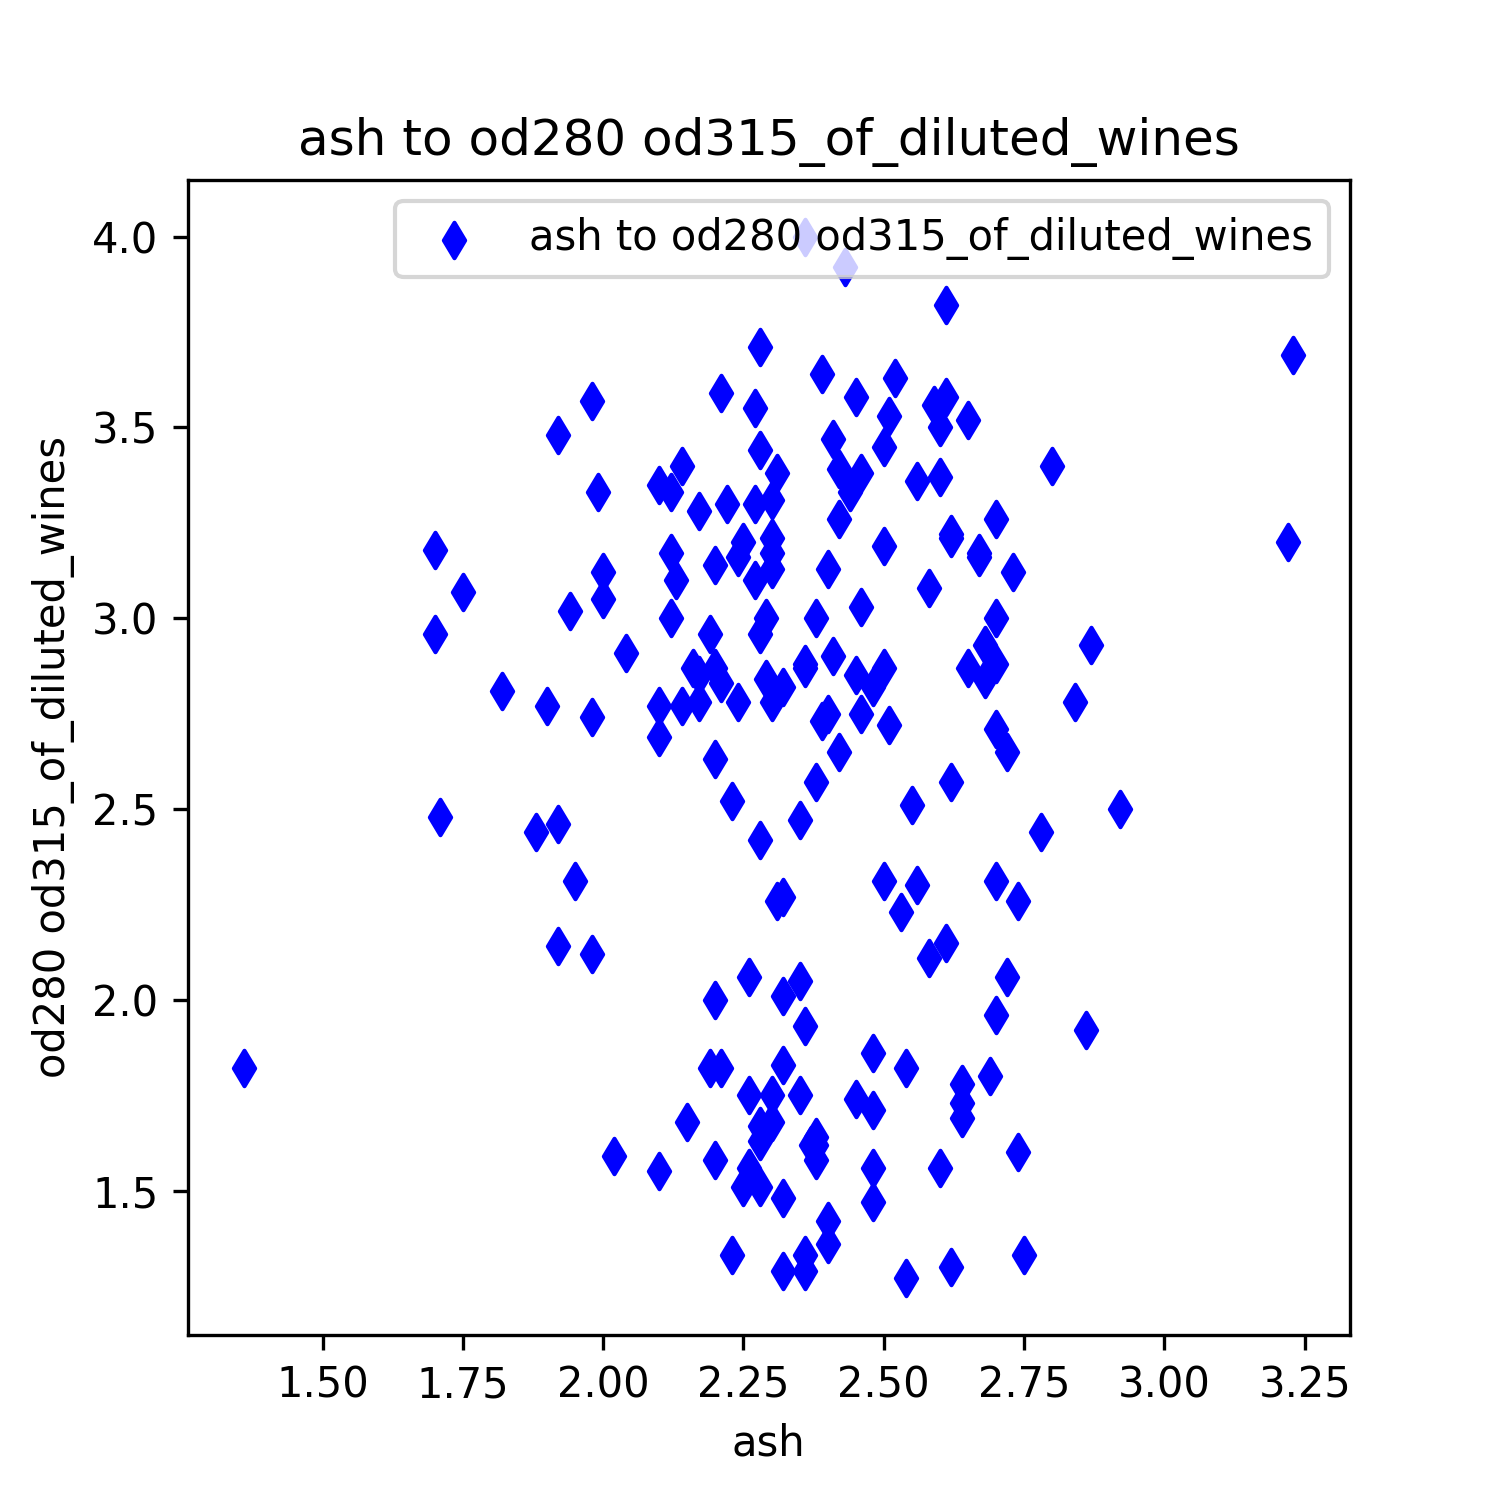 ash to od280 od315_of_diluted_wines
ash to od280 od315_of_diluted_wines
4.0
3.5
3.0
2.5
2.0
1.5
od280 od315_of_diluted_wines
1.50 1.75 2.00 2.25 2.50 2.75 3.00 3.25
ash